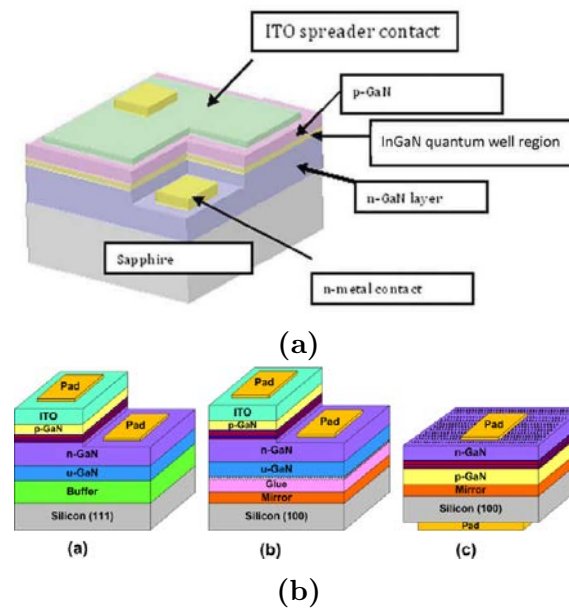 ITO spreader contact
p-GaN
InGaN quantum well region
n-GaN layer
Sapphire
n-metal contact
(a)
Pad
ITO
p-GaN
Pad
n-GaN
u-GaN
Buffer
Silicon (111)
(a)
Pad
ITO
p-GaN
Pad
n-GaN
u-GaN
Glue
Mirror
Silicon (100)
(b)
Pad
n-GaN
p-GaN
Mirror
Silicon (100)
Pad
(c)
(b)